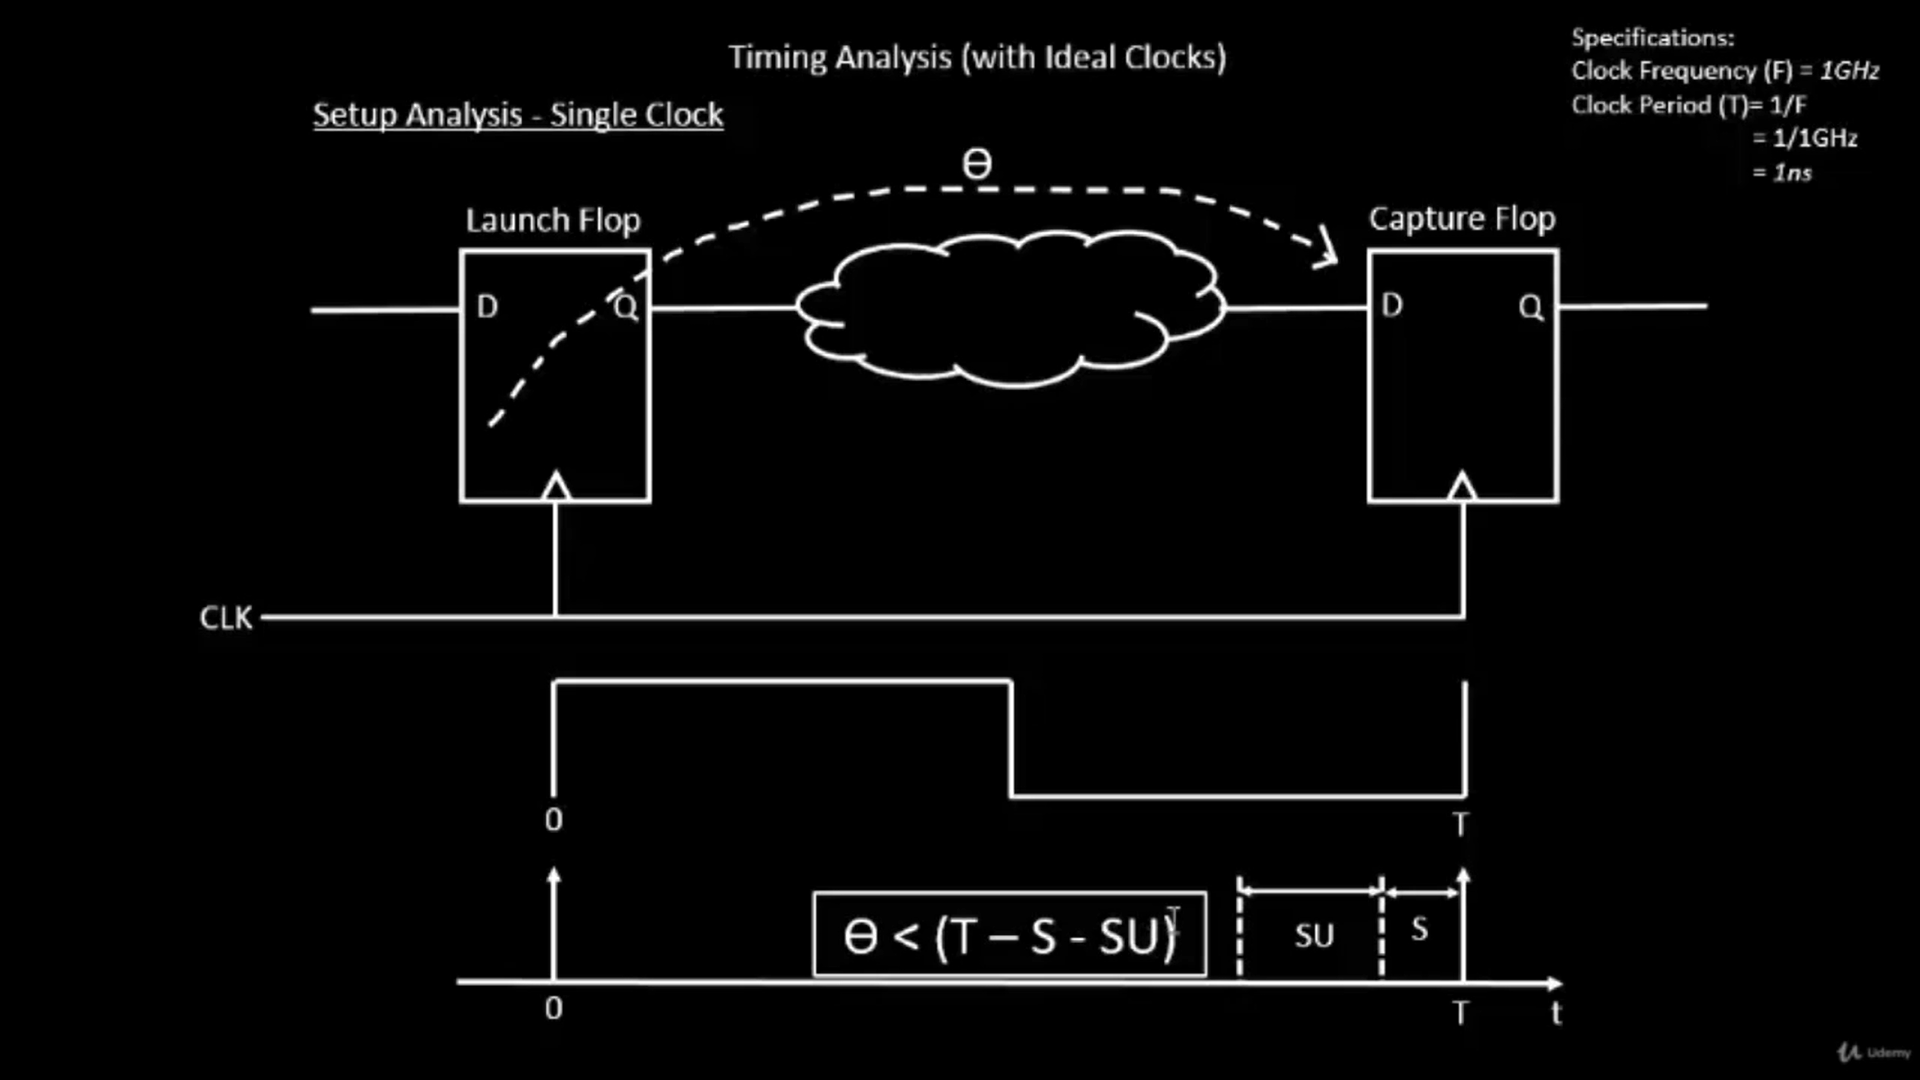 Timing Analysis (with Ideal Clocks)
Specifications:
Clock Frequency (F) = 1GHz
Clock Period (T)= 1/F
= 1/1GHz
= 1ns
Setup Analysis - Single Clock
Ө
Launch Flop
Capture Flop
D
Q
D
Q
CLK
0
T
Ө < (T – S - SU)
SU
S
0
T
t
Udemy